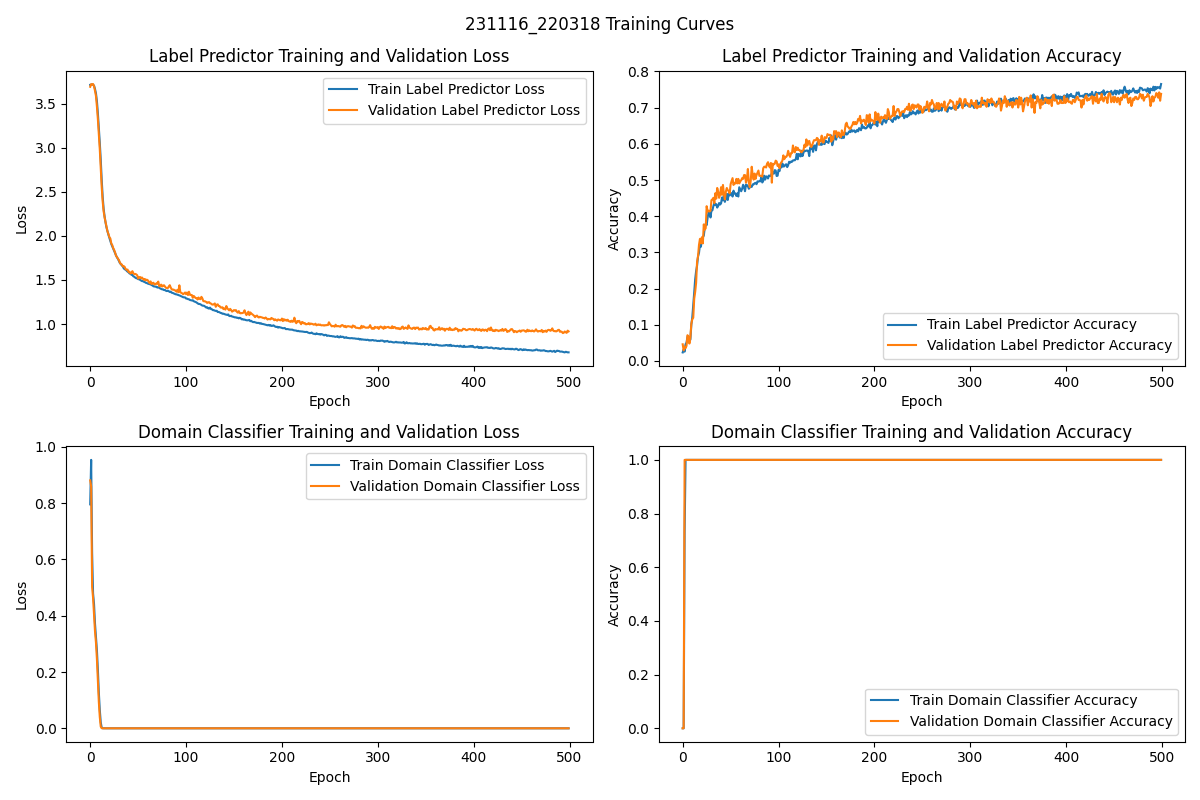 231116_220318 Training Curves
Label Predictor Training and Validation Loss
Train Label Predictor Loss
Validation Label Predictor Loss
3.5
3.0
2.5
2.0
1.5
1.0
Loss
0 100 200 300 400 500
Epoch
Label Predictor Training and Validation Accuracy
0.8
0.7
0.6
0.5
0.4
0.3
0.2
0.1
0.0
Accuracy
Train Label Predictor Accuracy
Validation Label Predictor Accuracy
0 100 200 300 400 500
Epoch
Domain Classifier Training and Validation Loss
Train Domain Classifier Loss
Validation Domain Classifier Loss
1.0
0.8
0.6
0.4
0.2
0.0
Loss
0 100 200 300 400 500
Epoch
Domain Classifier Training and Validation Accuracy
1.0
0.8
0.6
0.4
0.2
0.0
Accuracy
Train Domain Classifier Accuracy
Validation Domain Classifier Accuracy
0 100 200 300 400 500
Epoch